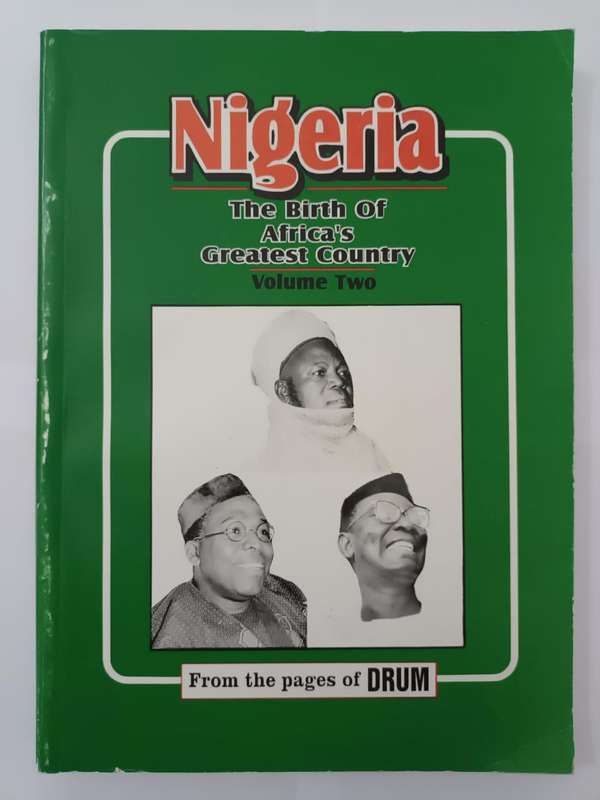 Nigeria
The Birth Of
Africa's
Greatest Country
Volume Two
From the pages of DRUM